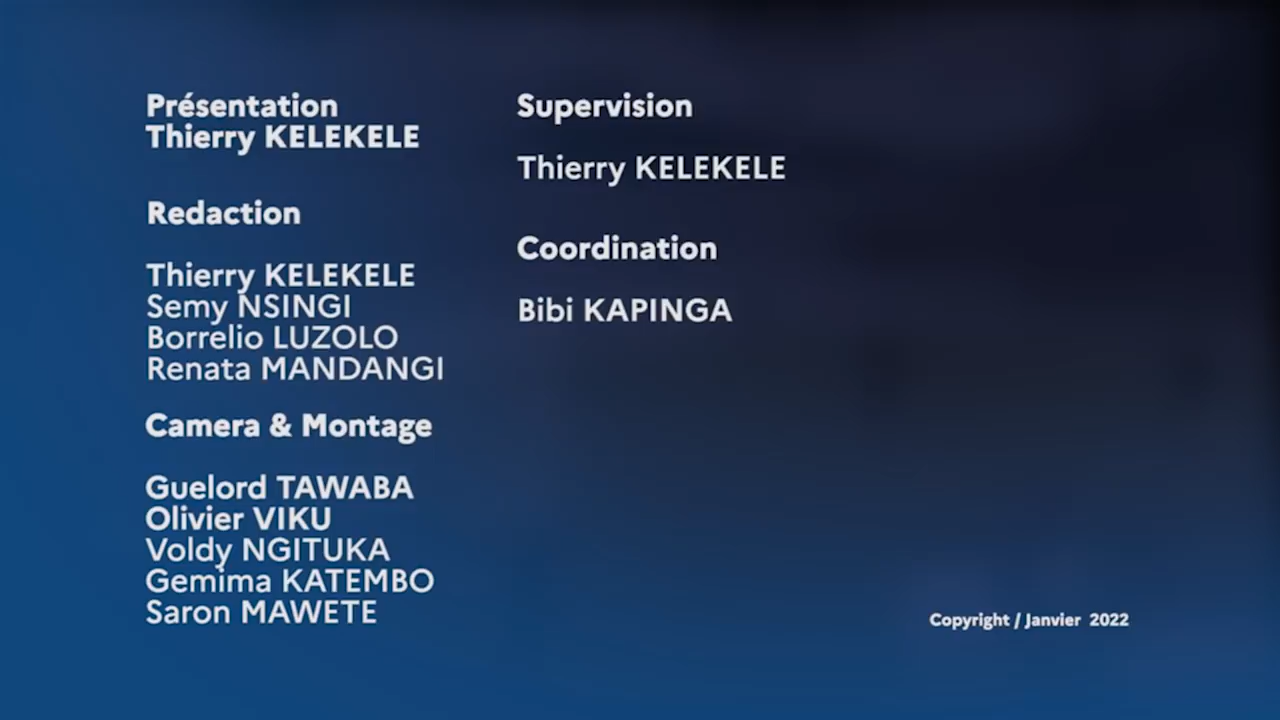 Présentation
Thierry KELEKELE
Redaction
Thierry KELEKELE
Semy NSINGI
Borrelio LUZOLO
Renata MANDANGI
Camera & Montage
Guelord TAWABA
Olivier VIKU
Voldy NGITUKA
Gemima KATEMBO
Saron MAWETE
Supervision
Thierry KELEKELE
Coordination
Bibi KAPINGA
Copyright / Janvier 2022